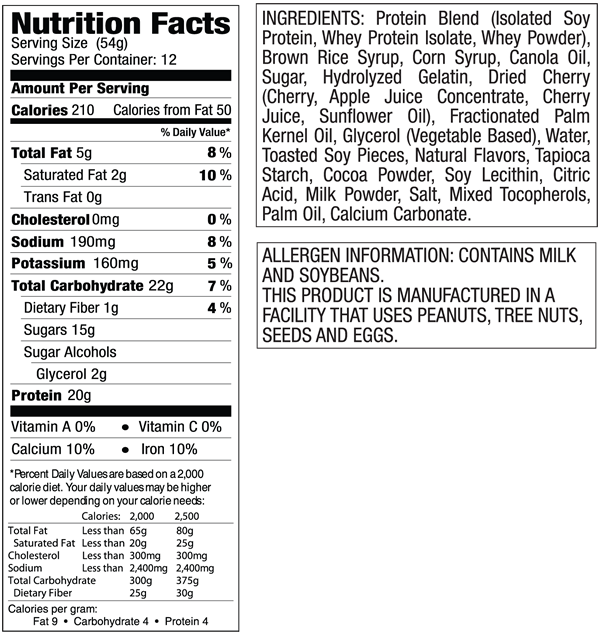 Nutrition Facts
Serving Size (54g)
Servings Per Container: 12
Amount Per Serving
Calories 210 Calories from Fat 50
% Daily Value*
Total Fat 5g 8 %
Saturated Fat 2g 10 %
Trans Fat 0g
Cholesterol 0mg 0 %
Sodium 190mg 8 %
Potassium 160mg 5 %
Total Carbohydrate 22g 7 %
Dietary Fiber 1g 4 %
Sugars 15g
Sugar Alcohols
Glycerol 2g
Protein 20g
Vitamin A 0% • Vitamin C 0%
Calcium 10% • Iron 10%
*Percent Daily Values are based on a 2,000
calorie diet. Your daily values may be higher
or lower depending on your calorie needs:
Calories: 2,000 2,500
Total Fat Less than 65g 80g
Saturated Fat Less than 20g 25g
Cholesterol Less than 300mg 300mg
Sodium Less than 2,400mg 2,400mg
Total Carbohydrate 300g 375g
Dietary Fiber 25g 30g
Calories per gram:
Fat 9 • Carbohydrate 4 • Protein 4
INGREDIENTS: Protein Blend (Isolated Soy
Protein, Whey Protein Isolate, Whey Powder),
Brown Rice Syrup, Corn Syrup, Canola Oil,
Sugar, Hydrolyzed Gelatin, Dried Cherry
(Cherry, Apple Juice Concentrate, Cherry
Juice, Sunflower Oil), Fractionated Palm
Kernel Oil, Glycerol (Vegetable Based), Water,
Toasted Soy Pieces, Natural Flavors, Tapioca
Starch, Cocoa Powder, Soy Lecithin, Citric
Acid, Milk Powder, Salt, Mixed Tocopherols,
Palm Oil, Calcium Carbonate.
ALLERGEN INFORMATION: CONTAINS MILK
AND SOYBEANS.
THIS PRODUCT IS MANUFACTURED IN A
FACILITY THAT USES PEANUTS, TREE NUTS,
SEEDS AND EGGS.